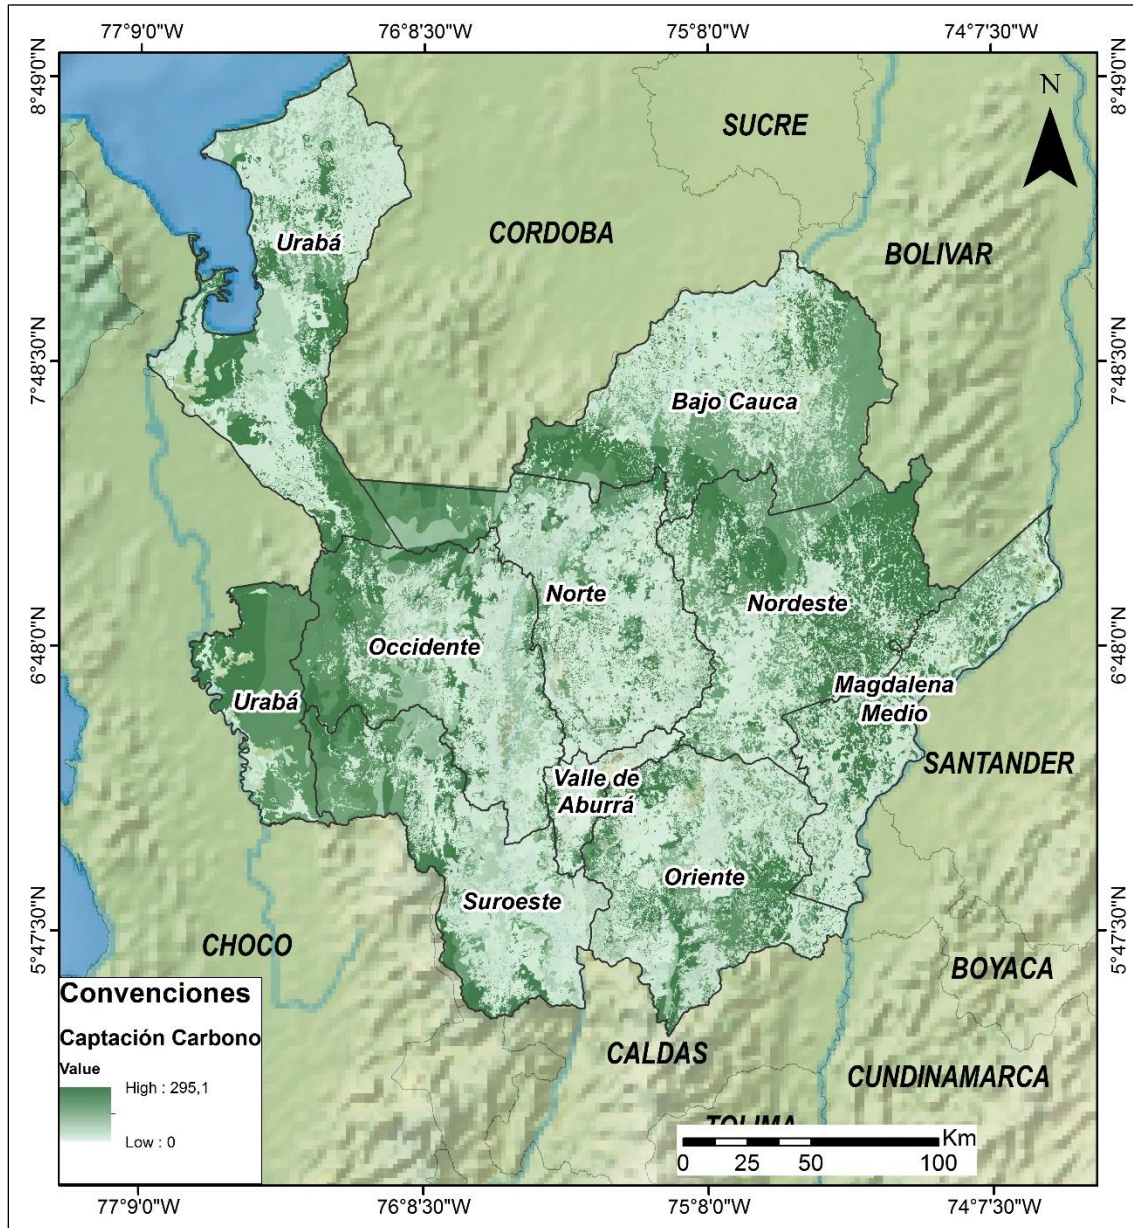 77°9'0"W
76°8'30"W
75°8'0"W
74°7'30"W
8°49'0"N
8°49'0"N
N
SUCRE
CORDOBA
BOLIVAR
Urabá
7°48'30"N
7°48'30"N
Bajo Cauca
Norte
Nordeste
Occidente
6°48'0"N
6°48'0"N
Urabá
Magdalena
Medio
SANTANDER
Valle de
Aburrá
Oriente
Suroeste
5°47'30"N
5°47'30"N
CHOCO
BOYACA
Convenciones
Captación Carbono
Value
High : 295,1
Low : 0
CALDAS
CUNDINAMARCA
TOLIMA
Km
0 25 50 100
77°9'0"W
76°8'30"W
75°8'0"W
74°7'30"W